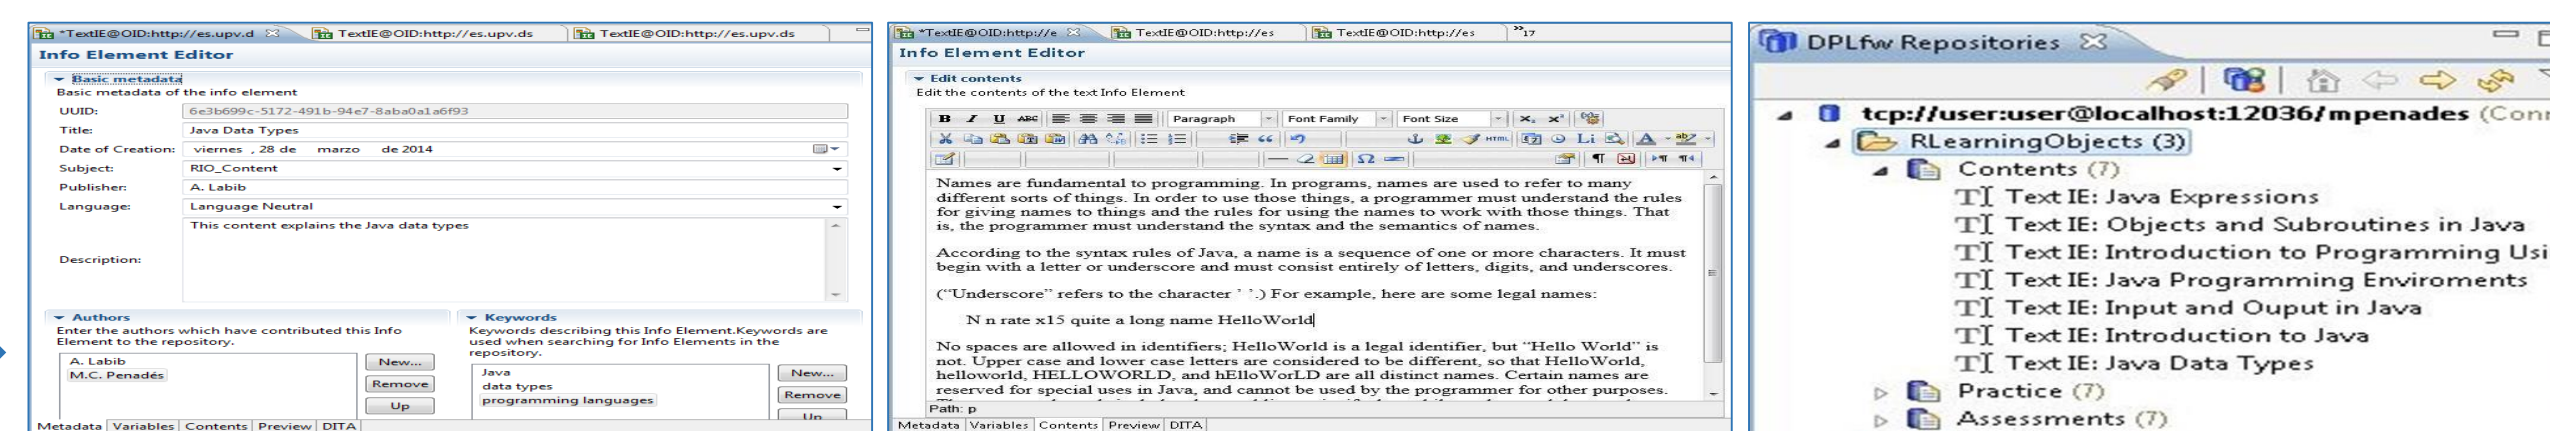 *TextIE@OID:http://es.upv.d
TextIE@OID:http://es.upv.ds
TextIE@OID:http://es.upv.ds
Info Element Editor
Basic metadata
Basic metadata of the info element
UUID: 6e3b699c-5172-491b-94e7-8aba0a1a6f93
Title: Java Data Types
Date of Creation: viernes , 28 de marzo de 2014
Subject: RIO_Content
Publisher: A. Labib
Language: Language Neutral
Description: This content explains the Java data types
Authors
Enter the authors which have contributed this Info
Element to the repository.
A. Labib
M.C. Penadés
New...
Remove
Up
Keywords
Keywords describing this Info Element.Keywords are
used when searching for Info Elements in the
repository.
Java
data types
programming languages
New...
Remove
Up
Metadata Variables Contents Preview DITA
*TextIE@OID:http://e
TextIE@OID:http://es
TextIE@OID:http://es
»17
Info Element Editor
Edit contents
Edit the contents of the text Info Element
B I U ABC Paragraph Font Family Font Size x₂ x²
HTML Li A ab
Ω
Names are fundamental to programming. In programs, names are used to refer to many
different sorts of things. In order to use those things, a programmer must understand the rules
for giving names to things and the rules for using the names to work with those things. That
is, the programmer must understand the syntax and the semantics of names.
According to the syntax rules of Java, a name is a sequence of one or more characters. It must
begin with a letter or underscore and must consist entirely of letters, digits, and underscores.
(“Underscore” refers to the character ‘ ’.) For example, here are some legal names:
N n rate x15 quite a long name HelloWorld
No spaces are allowed in identifiers; HelloWorld is a legal identifier, but “Hello World” is
not. Upper case and lower case letters are considered to be different, so that HelloWorld,
helloworld, HELLOWORLD, and hElloWorLD are all distinct names. Certain names are
reserved for special uses in Java, and cannot be used by the programmer for other purposes.
Path: p
Metadata Variables Contents Preview DITA
DPLfw Repositories
tcp://user:user@localhost:12036/mpenades (Conn
RLearningObjects (3)
Contents (7)
Text IE: Java Expressions
Text IE: Objects and Subroutines in Java
Text IE: Introduction to Programming Usi
Text IE: Java Programming Enviroments
Text IE: Input and Ouput in Java
Text IE: Introduction to Java
Text IE: Java Data Types
Practice (7)
Assessments (7)